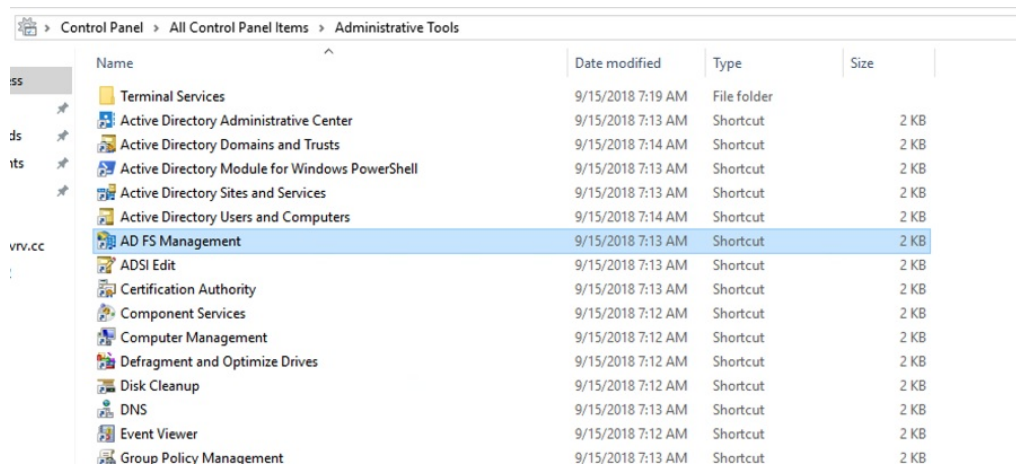 Control Panel > All Control Panel Items > Administrative Tools
Name Date modified Type Size
ss
Terminal Services 9/15/2018 7:19 AM File folder
Active Directory Administrative Center 9/15/2018 7:13 AM Shortcut 2 KB
ds Active Directory Domains and Trusts 9/15/2018 7:14 AM Shortcut 2 KB
nts Active Directory Module for Windows PowerShell 9/15/2018 7:13 AM Shortcut 2 KB
Active Directory Sites and Services 9/15/2018 7:13 AM Shortcut 2 KB
Active Directory Users and Computers 9/15/2018 7:14 AM Shortcut 2 KB
vrv.cc AD FS Management 9/15/2018 7:13 AM Shortcut 2 KB
ADSI Edit 9/15/2018 7:13 AM Shortcut 2 KB
Certification Authority 9/15/2018 7:13 AM Shortcut 2 KB
Component Services 9/15/2018 7:12 AM Shortcut 2 KB
Computer Management 9/15/2018 7:12 AM Shortcut 2 KB
Defragment and Optimize Drives 9/15/2018 7:12 AM Shortcut 2 KB
Disk Cleanup 9/15/2018 7:12 AM Shortcut 2 KB
DNS 9/15/2018 7:13 AM Shortcut 2 KB
Event Viewer 9/15/2018 7:12 AM Shortcut 2 KB
Group Policy Management 9/15/2018 7:13 AM Shortcut 2 KB